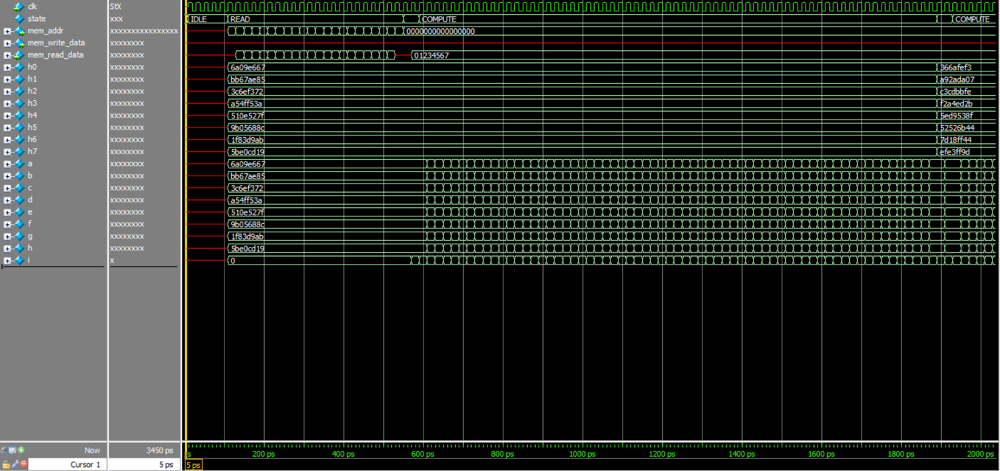 clk StX
state xxx IDLE READ COMPUTE COMPUTE
mem_addr xxxxxxxxxxxxxxxx 0000000000000000
mem_write_data xxxxxxxx
mem_read_data xxxxxxxx 01234567
h0 xxxxxxxx 6a09e667 366afef3
h1 xxxxxxxx bb67ae85 a92ada07
h2 xxxxxxxx 3c6ef372 c3cdbbfe
h3 xxxxxxxx a54ff53a f2a4ed2b
h4 xxxxxxxx 510e527f 5ed9538f
h5 xxxxxxxx 9b05688c 52526b44
h6 xxxxxxxx 1f83d9ab 7d18ff44
h7 xxxxxxxx 5be0cd19 efe3ff9d
a xxxxxxxx 6a09e667
b xxxxxxxx bb67ae85
c xxxxxxxx 3c6ef372
d xxxxxxxx a54ff53a
e xxxxxxxx 510e527f
f xxxxxxxx 9b05688c
g xxxxxxxx 1f83d9ab
h xxxxxxxx 5be0cd19
i x 0
Now 3450 ps 200 ps 400 ps 600 ps 800 ps 1000 ps 1200 ps 1400 ps 1600 ps 1800 ps 2000 ps
Cursor 1 5 ps 5 ps